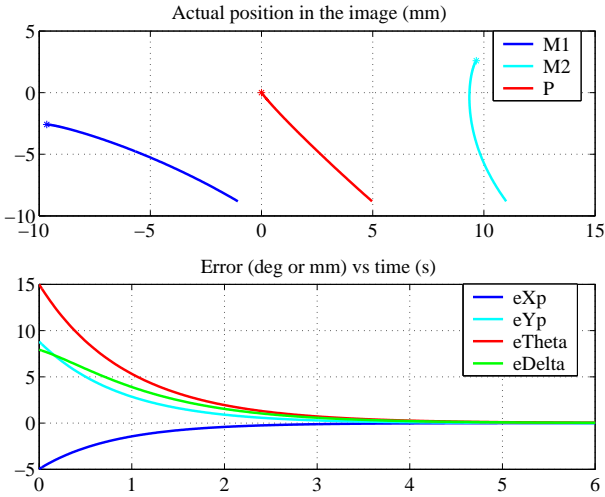 Actual position in the image (mm)
5
0
−5
−10
−10
−5
0
5
10
15
M1
M2
P
Error (deg or mm) vs time (s)
15
10
5
0
−5
0
1
2
3
4
5
6
eXp
eYp
eTheta
eDelta